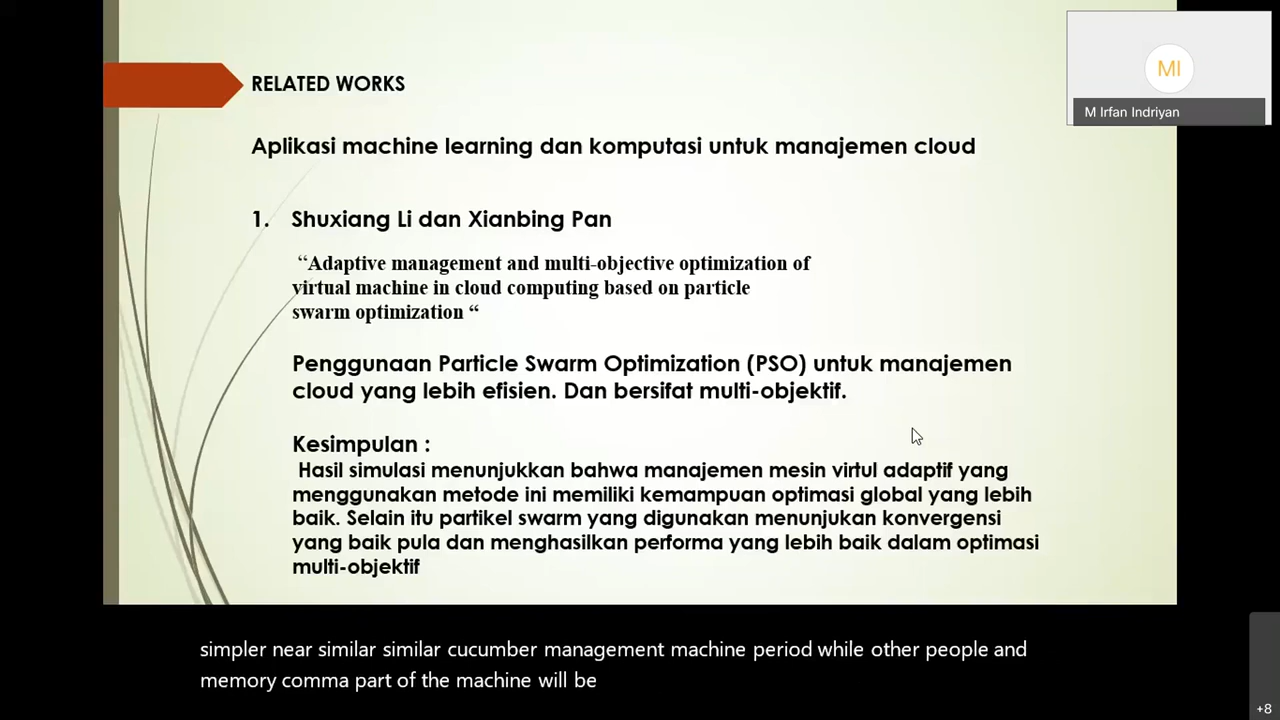 RELATED WORKS
MI
M Irfan Indriyan
Aplikasi machine learning dan komputasi untuk manajemen cloud
1. Shuxiang Li dan Xianbing Pan
“Adaptive management and multi-objective optimization of
virtual machine in cloud computing based on particle
swarm optimization “
Penggunaan Particle Swarm Optimization (PSO) untuk manajemen
cloud yang lebih efisien. Dan bersifat multi-objektif.
Kesimpulan :
Hasil simulasi menunjukkan bahwa manajemen mesin virtul adaptif yang
menggunakan metode ini memiliki kemampuan optimasi global yang lebih
baik. Selain itu partikel swarm yang digunakan menunjukan konvergensi
yang baik pula dan menghasilkan performa yang lebih baik dalam optimasi
multi-objektif
simpler near similar similar cucumber management machine period while other people and
memory comma part of the machine will be
+8